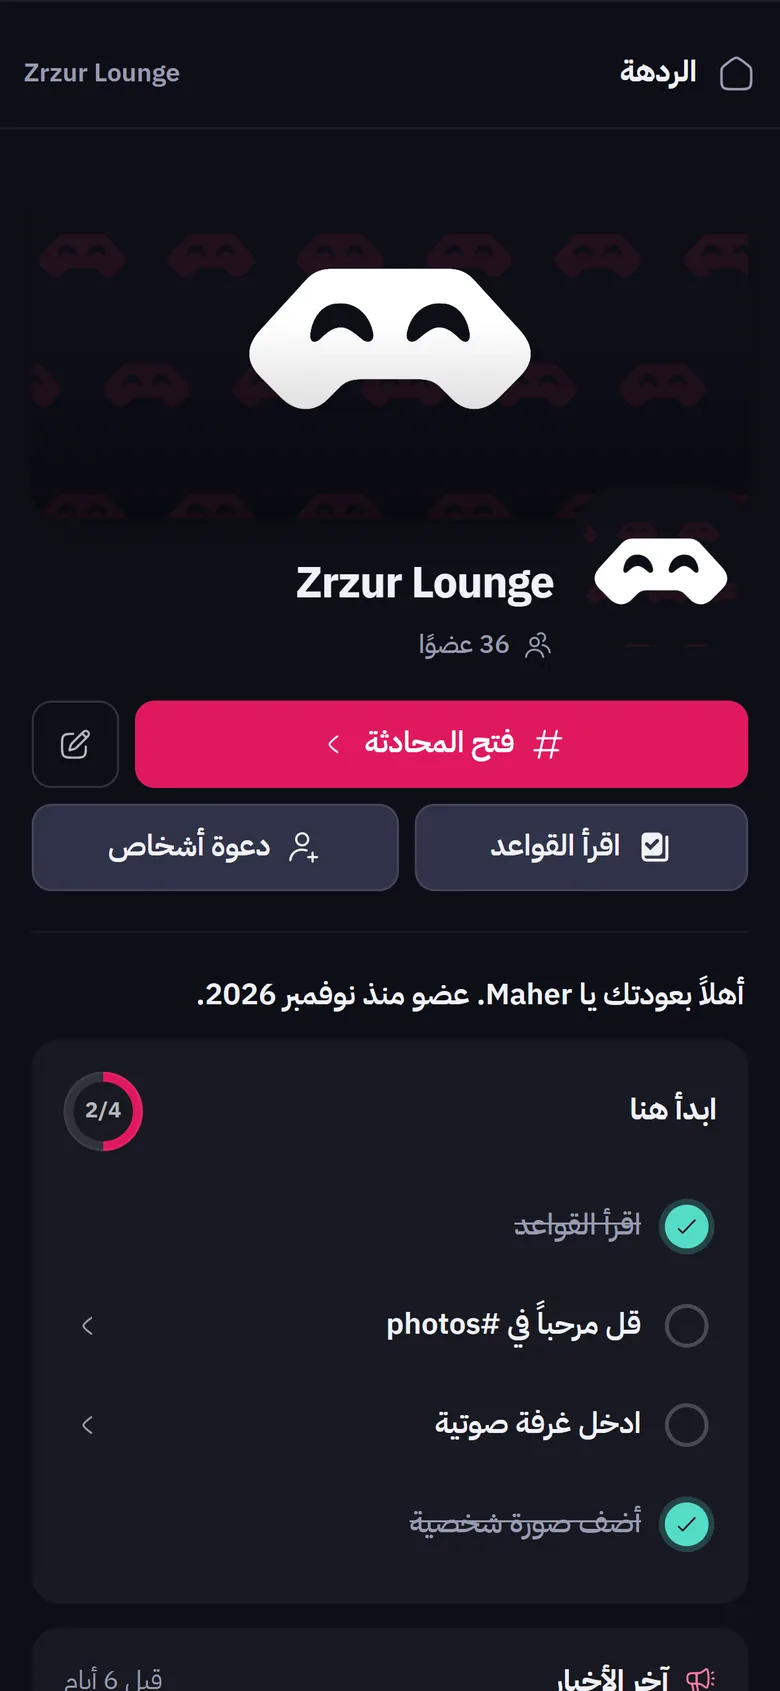 الردهة
Zrzur Lounge
Zrzur Lounge
36 عضوًا
# فتح المحادثة
اقرأ القواعد
دعوة أشخاص
أهلاً بعودتك يا Maher. عضو منذ نوفمبر 2026.
ابدأ هنا
2/4
اقرأ القواعد
قل مرحباً في #photos
ادخل غرفة صوتية
أضف صورة شخصية
آخر الأخبار
قبل 6 أيام